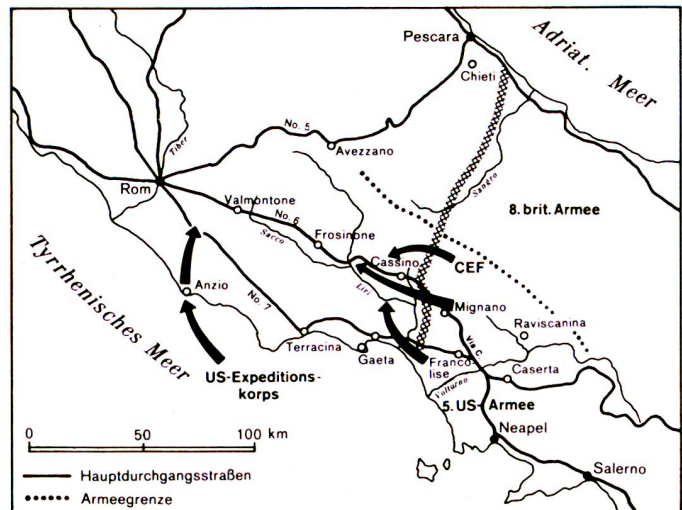 Pescara
Adriat. Meer
Chieti
No. 5
Tiber
Avezzano
Sangro
Rom
Valmontone
No. 6
8. brit. Armee
Sacco
Frosinone
Cassino
CEF
Tyrrhenisches Meer
Anzio
No. 7
Liri
Mignano
Via C.
Raviscanina
Terracina
Gaeta
Franco-
lise
Caserta
US-Expeditions-
korps
Volturno
5. US-Armee
Neapel
0 50 100 km
Salerno
Hauptdurchgangsstraßen
Armeegrenze